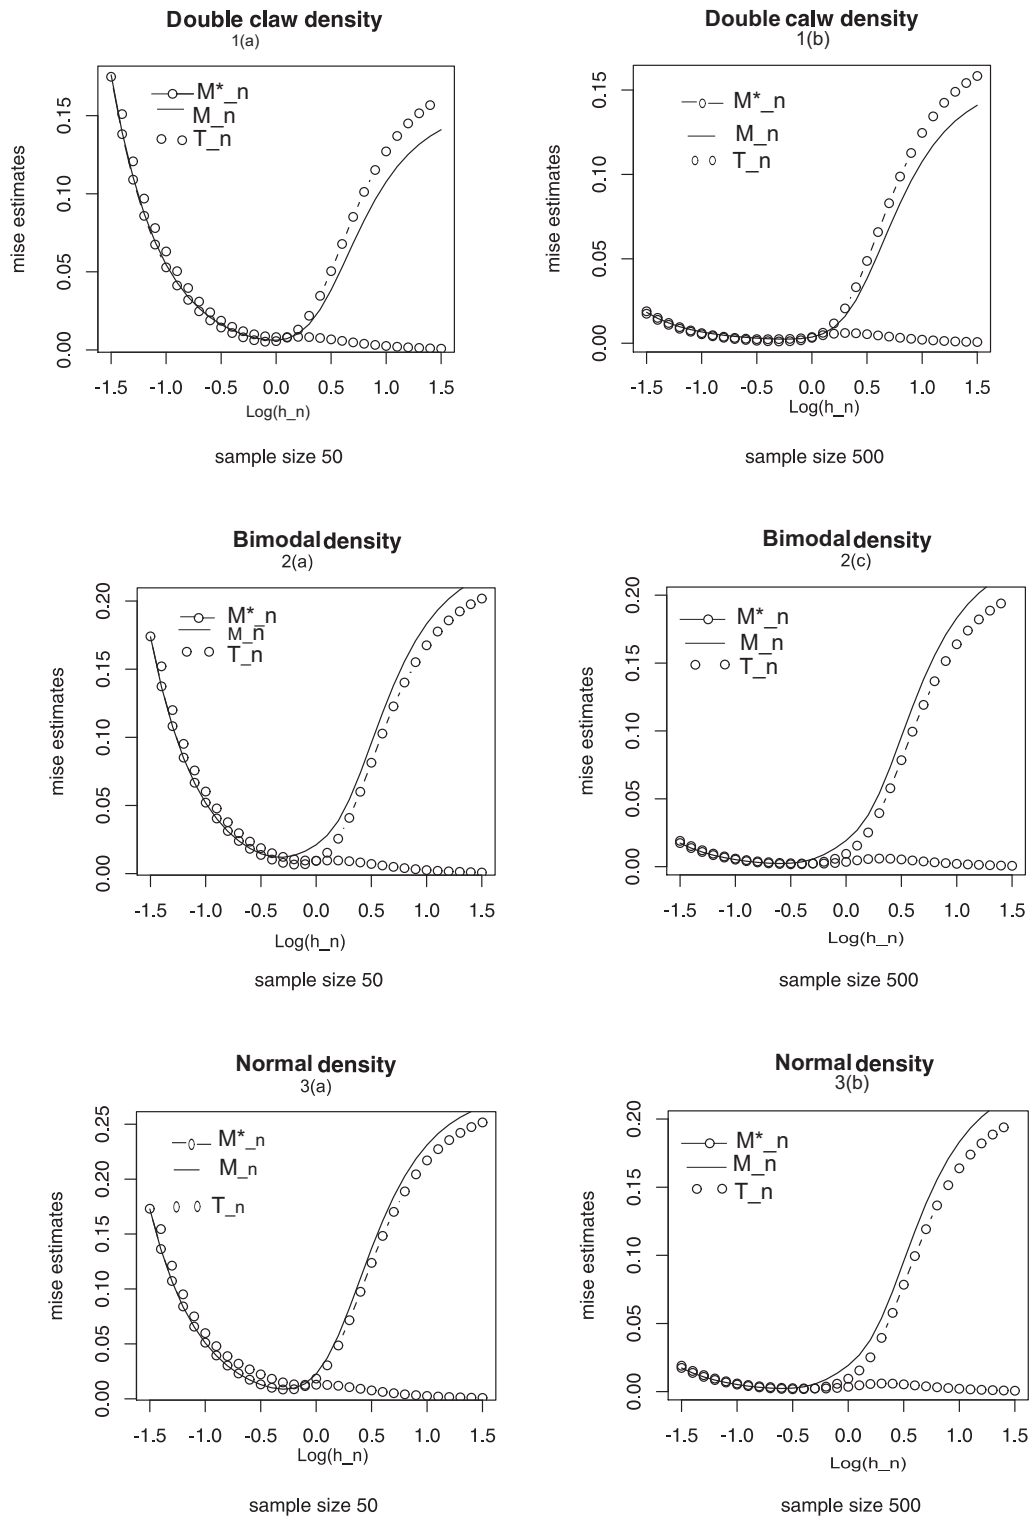 Double claw density
1(a)
M*_n
M_n
T_n
mise estimates
0.00 0.05 0.10 0.15
-1.5 -1.0 -0.5 0.0 0.5 1.0 1.5
Log(h_n)
sample size 50
Double calw density
1(b)
M*_n
M_n
T_n
mise estimates
0.00 0.05 0.10 0.15
-1.5 -1.0 -0.5 0.0 0.5 1.0 1.5
Log(h_n)
sample size 500
Bimodal density
2(a)
M*_n
M_n
T_n
mise estimates
0.00 0.05 0.10 0.15 0.20
-1.5 -1.0 -0.5 0.0 0.5 1.0 1.5
Log(h_n)
sample size 50
Bimodal density
2(c)
M*_n
M_n
T_n
mise estimates
0.00 0.05 0.10 0.15 0.20
-1.5 -1.0 -0.5 0.0 0.5 1.0 1.5
Log(h_n)
sample size 500
Normal density
3(a)
M*_n
M_n
T_n
mise estimates
0.00 0.05 0.10 0.15 0.20 0.25
-1.5 -1.0 -0.5 0.0 0.5 1.0 1.5
Log(h_n)
sample size 50
Normal density
3(b)
M*_n
M_n
T_n
mise estimates
0.00 0.05 0.10 0.15 0.20
-1.5 -1.0 -0.5 0.0 0.5 1.0 1.5
Log(h_n)
sample size 500